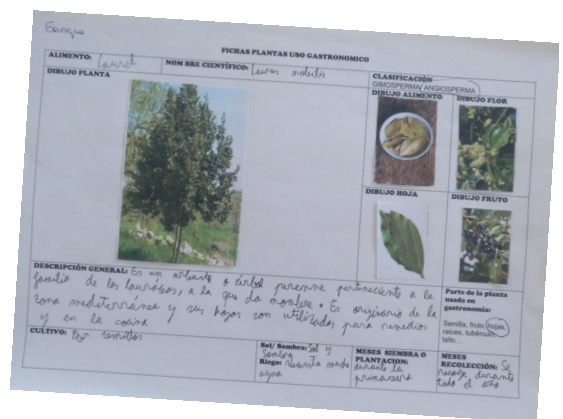 Enrique
FICHAS PLANTAS USO GASTRONOMICO
ALIMENTO: Laurel
NOM BRE CIENTÍFICO: Laurus nobilis
CLASIFICACIÓN
GIMOSPERMA/ ANGIOSPERMA
DIBUJO PLANTA
DIBUJO ALIMENTO
DIBUJO FLOR
DIBUJO HOJA
DIBUJO FRUTO
DESCRIPCIÓN GENERAL: Es un arbusto o árbol perenne perteneciente a la
familia de las lauráceas, a la que da nombre. Es originario de la
zona mediterránea y sus hojas son utilizadas para remedios
y en la cocina
Parte de la planta
usada en
gastronomía:
Semilla, fruto, hojas,
raíces, tubérculo,
tallo...
CULTIVO: Por semillas
Sol/ Sombra: Sol y
sombra
Riego: necesita mucha
agua
MESES SIEMBRA O
PLANTACION:
durante la
primavera
MESES
RECOLECCIÓN: Se
recoge durante
todo el año